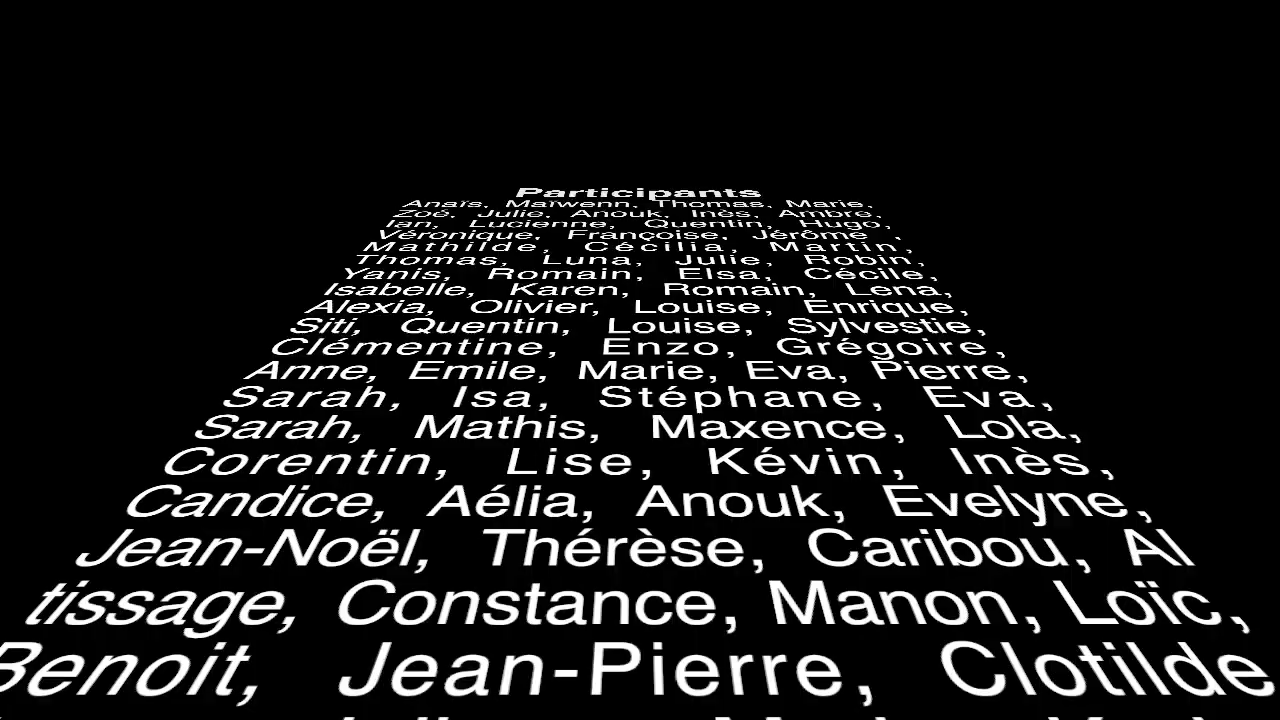 Participants
Anaïs, Maïwenn, Thomas, Marie,
Zoé, Julie, Anouk, Inès, Ambre,
Ian, Lucienne, Quentin, Hugo,
Véronique, Françoise, Jérôme ,
Mathilde, Cécilia, Martin,
Thomas, Luna, Julie, Robin,
Yanis, Romain, Elsa, Cécile,
Isabelle, Karen, Romain, Lena,
Alexia, Olivier, Louise, Enrique,
Siti, Quentin, Louise, Sylvestie,
Clémentine, Enzo, Grégoire,
Anne, Emile, Marie, Eva, Pierre,
Sarah, Isa, Stéphane, Eva,
Sarah, Mathis, Maxence, Lola,
Corentin, Lise, Kévin, Inès,
Candice, Aélia, Anouk, Evelyne,
Jean-Noël, Thérèse, Caribou, Al
tissage, Constance, Manon, Loïc,
Benoit, Jean-Pierre, Clotilde